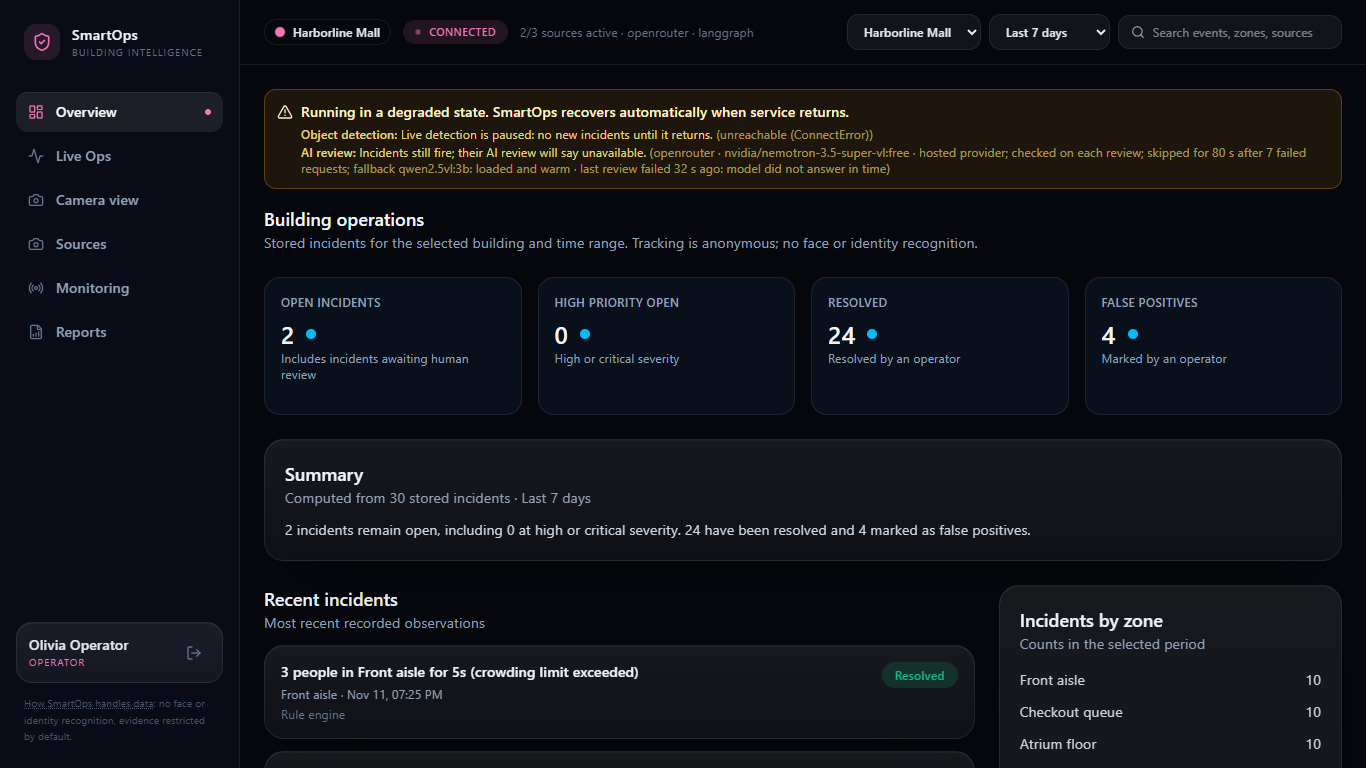 SmartOps
BUILDING INTELLIGENCE
Overview
Live Ops
Camera view
Sources
Monitoring
Reports
Olivia Operator
OPERATOR
How SmartOps handles data: no face or
identity recognition, evidence restricted
by default.
Harborline Mall
CONNECTED
2/3 sources active · openrouter · langgraph
Harborline Mall
Last 7 days
Search events, zones, sources
Running in a degraded state. SmartOps recovers automatically when service returns.
Object detection: Live detection is paused: no new incidents until it returns. (unreachable (ConnectError))
AI review: Incidents still fire; their AI review will say unavailable. (openrouter · nvidia/nemotron-3.5-super-vl:free · hosted provider; checked on each review; skipped for 80 s after 7 failed
requests; fallback qwen2.5vl:3b: loaded and warm · last review failed 32 s ago: model did not answer in time)
Building operations
Stored incidents for the selected building and time range. Tracking is anonymous; no face or identity recognition.
OPEN INCIDENTS
2
Includes incidents awaiting human
review
HIGH PRIORITY OPEN
0
High or critical severity
RESOLVED
24
Resolved by an operator
FALSE POSITIVES
4
Marked by an operator
Summary
Computed from 30 stored incidents · Last 7 days
2 incidents remain open, including 0 at high or critical severity. 24 have been resolved and 4 marked as false positives.
Recent incidents
Most recent recorded observations
3 people in Front aisle for 5s (crowding limit exceeded)
Resolved
Front aisle · Nov 11, 07:25 PM
Rule engine
Incidents by zone
Counts in the selected period
Front aisle 10
Checkout queue 10
Atrium floor 10